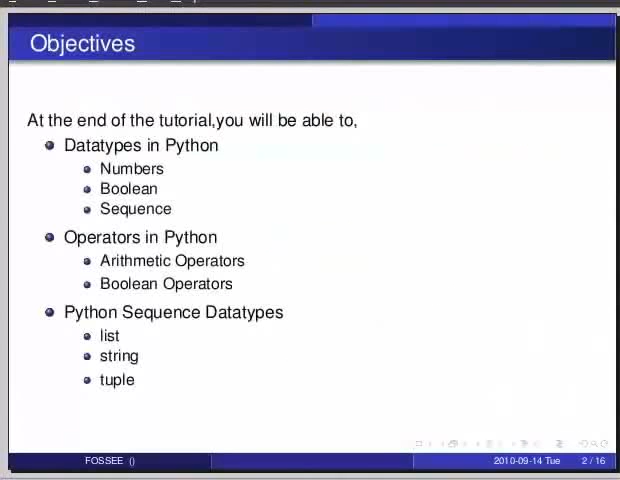 Objectives
At the end of the tutorial,you will be able to,
Datatypes in Python
Numbers
Boolean
Sequence
Operators in Python
Arithmetic Operators
Boolean Operators
Python Sequence Datatypes
list
string
tuple
FOSSEE ()
2010-09-14 Tue
2 / 16